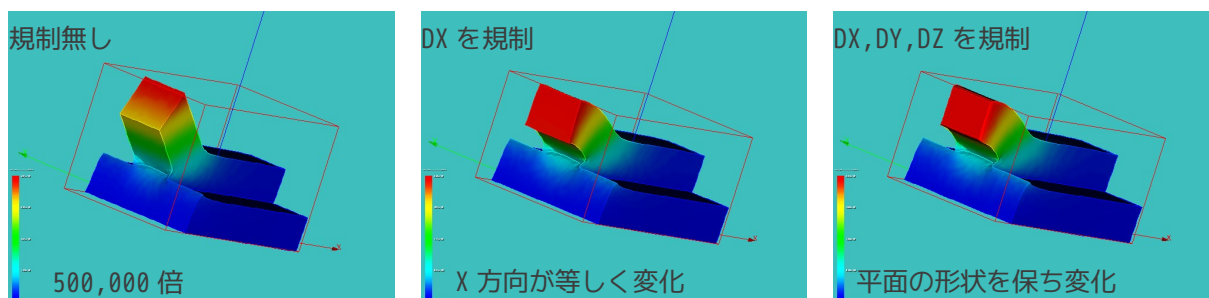 規制無し
500,000 倍
DX を規制
X 方向が等しく変化
DX,DY,DZ を規制
平面の形状を保ち変化